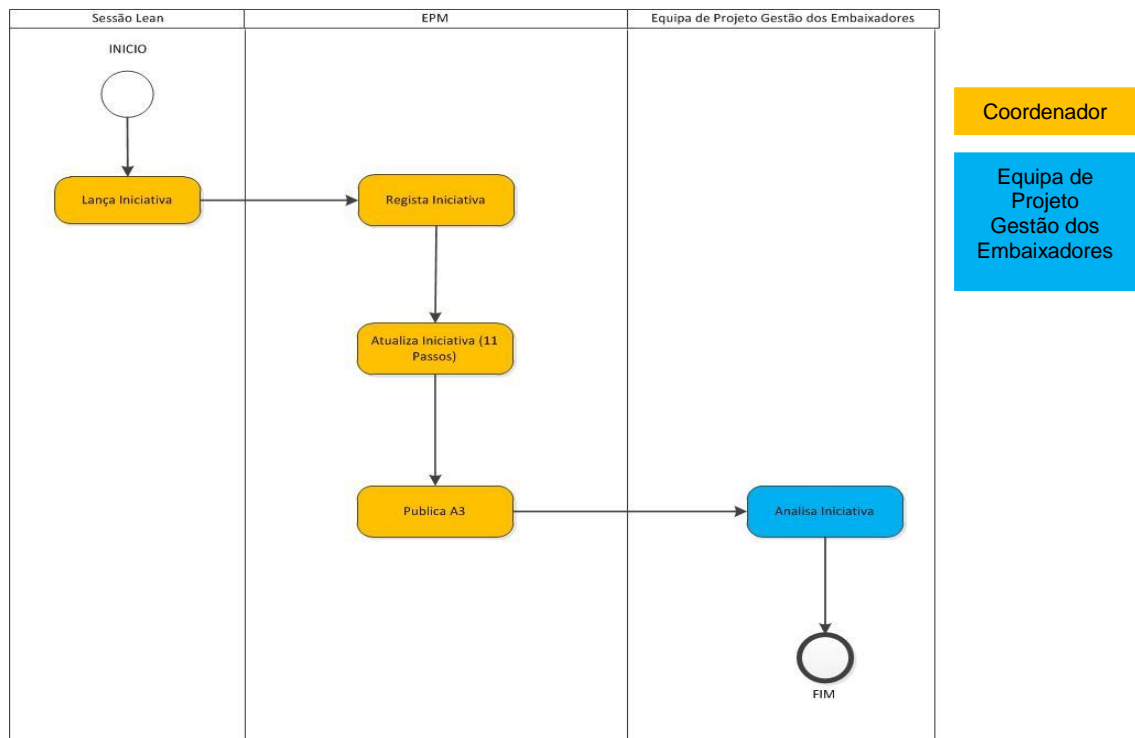 Sessão Lean
EPM
Equipa de Projeto Gestão dos Embaixadores
INICIO
Lança Iniciativa
Regista Iniciativa
Atualiza Iniciativa (11
Passos)
Publica A3
Analisa Iniciativa
FIM
Coordenador
Equipa de
Projeto
Gestão dos
Embaixadores